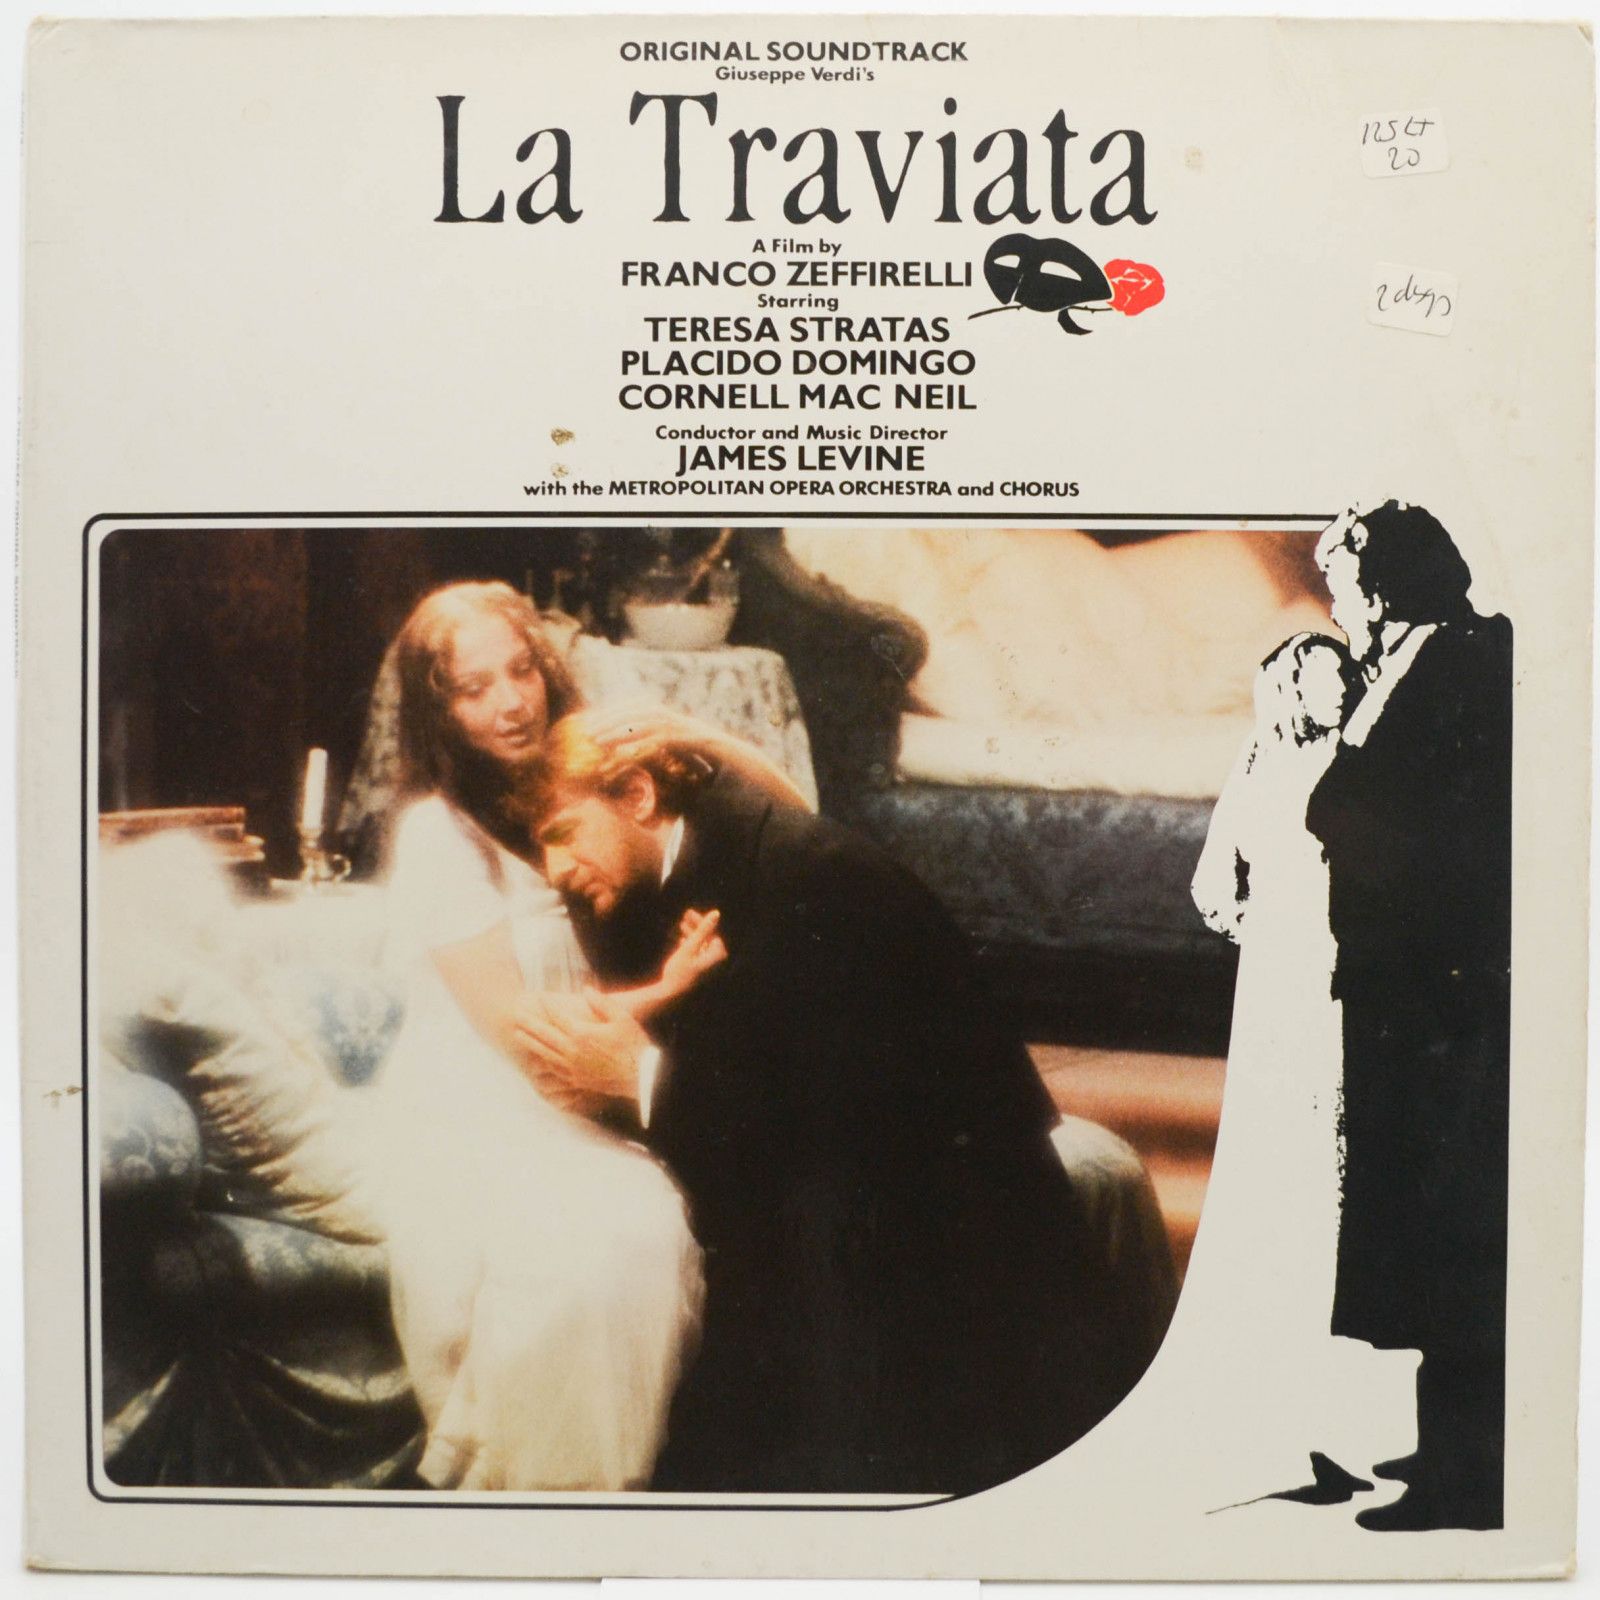 ORIGINAL SOUNDTRACK
Giuseppe Verdi's
La Traviata
A Film by
FRANCO ZEFFIRELLI
Starring
TERESA STRATAS
PLACIDO DOMINGO
CORNELL MAC NEIL
Conductor and Music Director
JAMES LEVINE
with the METROPOLITAN OPERA ORCHESTRA and CHORUS
20